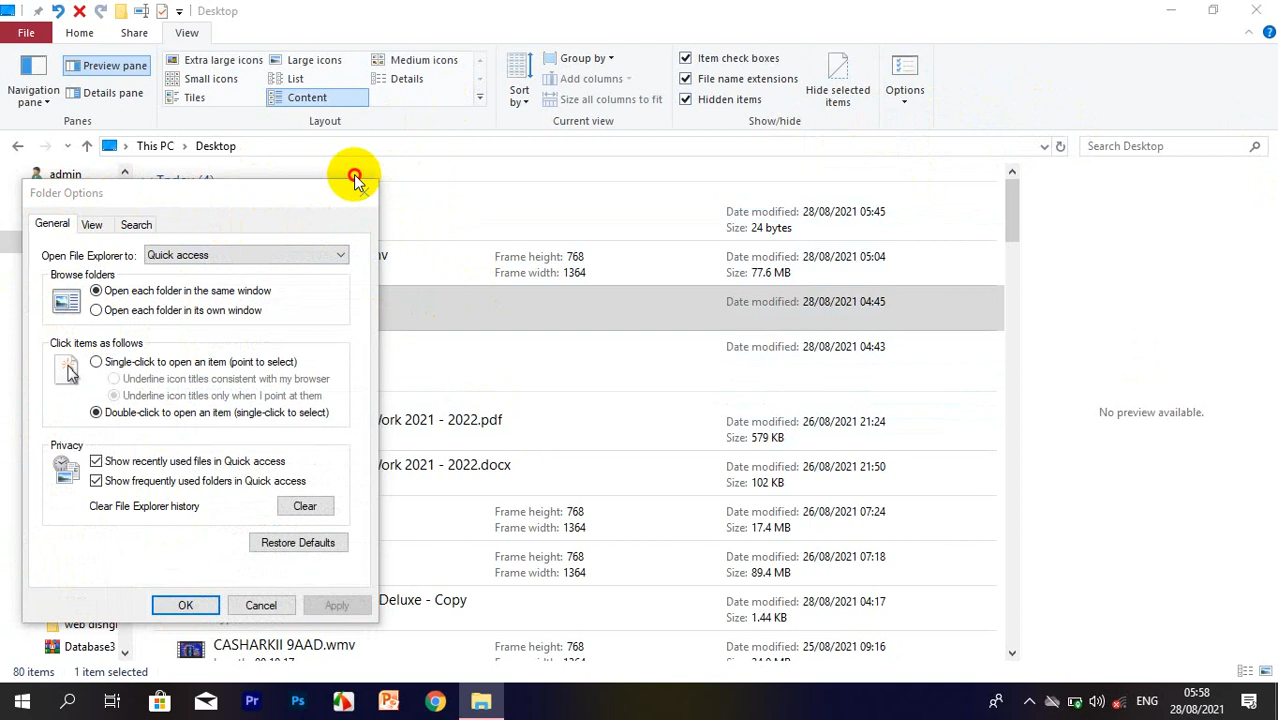 Desktop
File Home Share View
Navigation pane
Preview pane
Details pane
Panes
Extra large icons Large icons Medium icons
Small icons List Details
Tiles Content
Layout
Sort by
Group by
Add columns
Size all columns to fit
Current view
Item check boxes
File name extensions
Hidden items
Hide selected items
Show/hide
Options
This PC Desktop
Search Desktop
admin
Folder Options
General View Search
Open File Explorer to: Quick access
Browse folders
Open each folder in the same window
Open each folder in its own window
Click items as follows
Single-click to open an item (point to select)
Underline icon titles consistent with my browser
Underline icon titles only when I point at them
Double-click to open an item (single-click to select)
Privacy
Show recently used files in Quick access
Show frequently used folders in Quick access
Clear File Explorer history Clear
Restore Defaults
OK Cancel Apply
Date modified: 28/08/2021 05:45
Size: 24 bytes
Frame height: 768 Date modified: 28/08/2021 05:04
Frame width: 1364 Size: 77.6 MB
Date modified: 28/08/2021 04:45
Date modified: 28/08/2021 04:43
Work 2021 - 2022.pdf Date modified: 26/08/2021 21:24
Size: 579 KB
Work 2021 - 2022.docx Date modified: 26/08/2021 21:50
Size: 102 KB
Frame height: 768 Date modified: 26/08/2021 07:24
Frame width: 1364 Size: 17.4 MB
Frame height: 768 Date modified: 26/08/2021 07:18
Frame width: 1364 Size: 89.4 MB
Deluxe - Copy Date modified: 28/08/2021 04:17
Size: 1.44 KB
CASHARKII 9AAD.wmv Frame height: 768 Date modified: 25/08/2021 09:16
No preview available.
Database3
80 items 1 item selected
ENG
05:58
28/08/2021